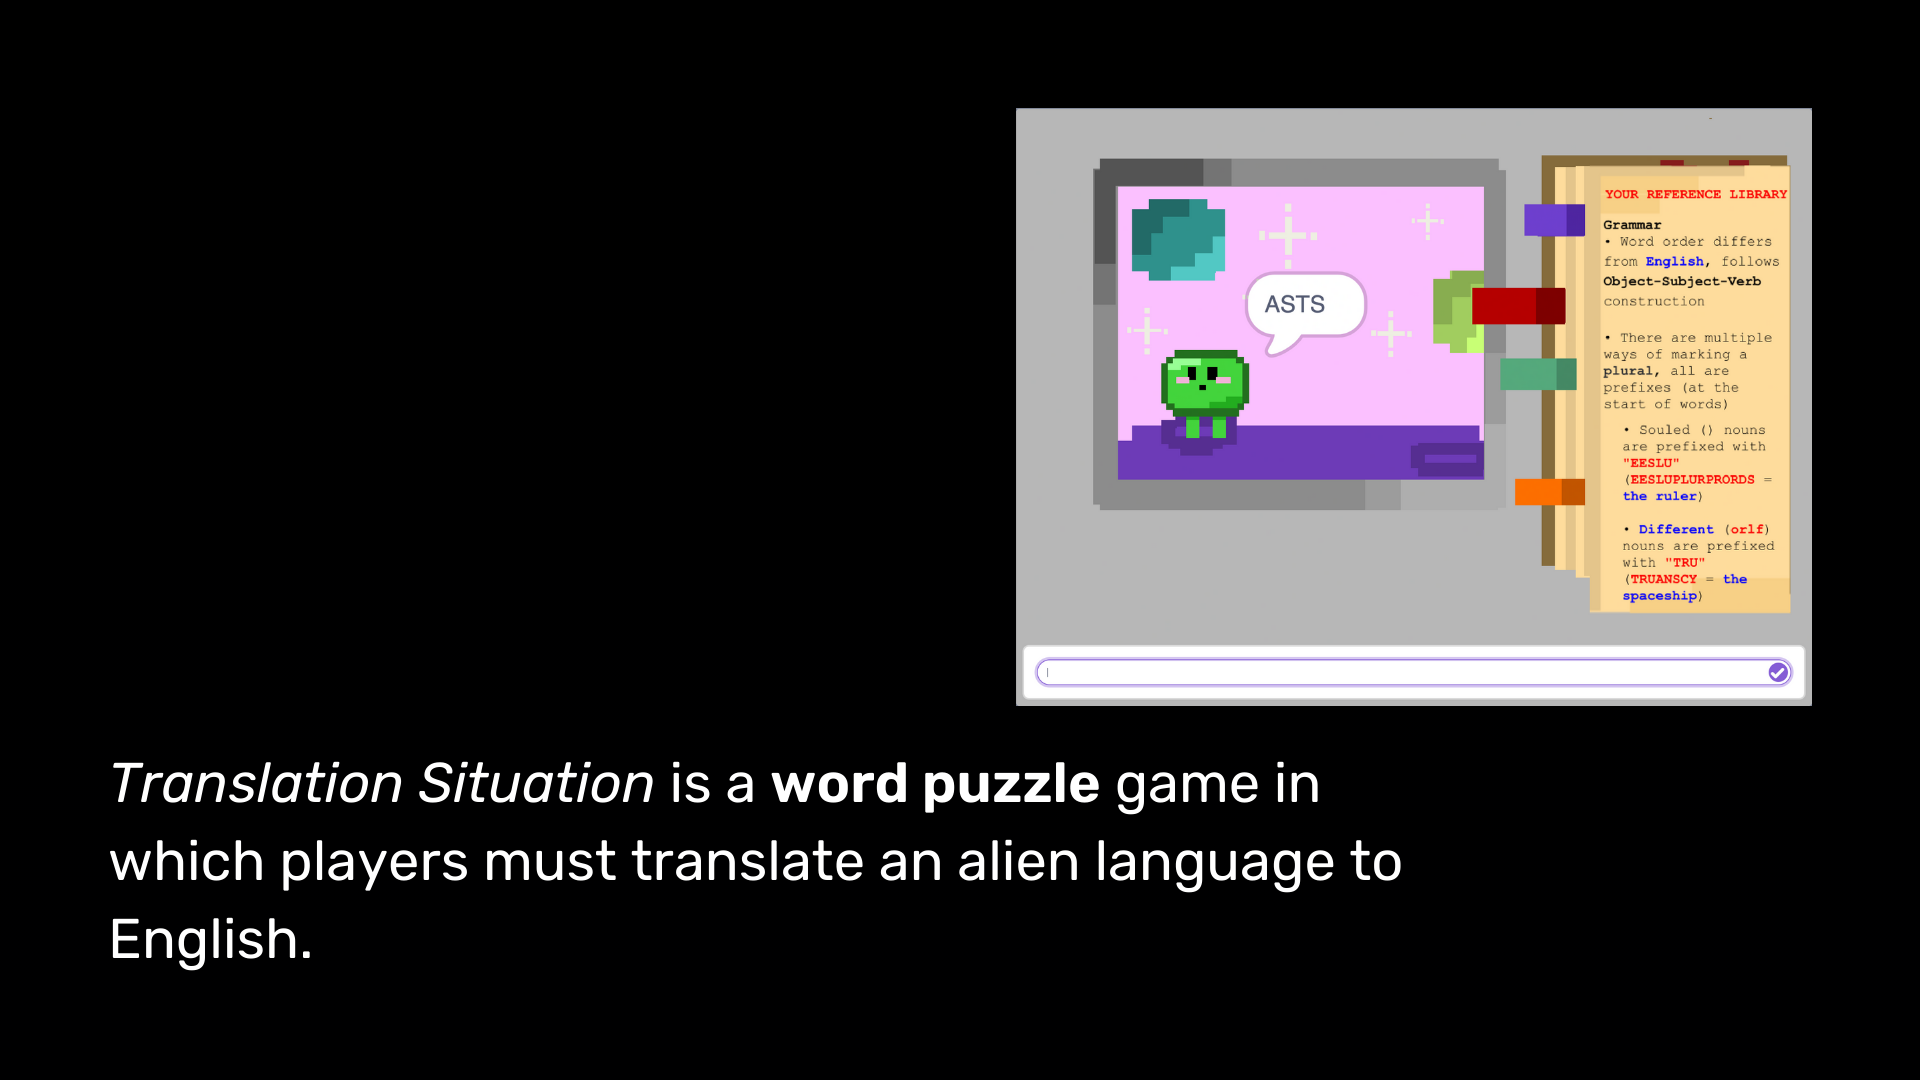 ASTS
YOUR REFERENCE LIBRARY
Grammar
• Word order differs
from English, follows
Object-Subject-Verb
construction
• There are multiple
ways of marking a
plural, all are
prefixes (at the
start of words)
• Souled () nouns
are prefixed with
"EESLU"
(EESLUPLURPRORDS =
the ruler)
• Different (orlf)
nouns are prefixed
with "TRU"
(TRUANSCY = the
spaceship)
Translation Situation is a word puzzle game in
which players must translate an alien language to
English.